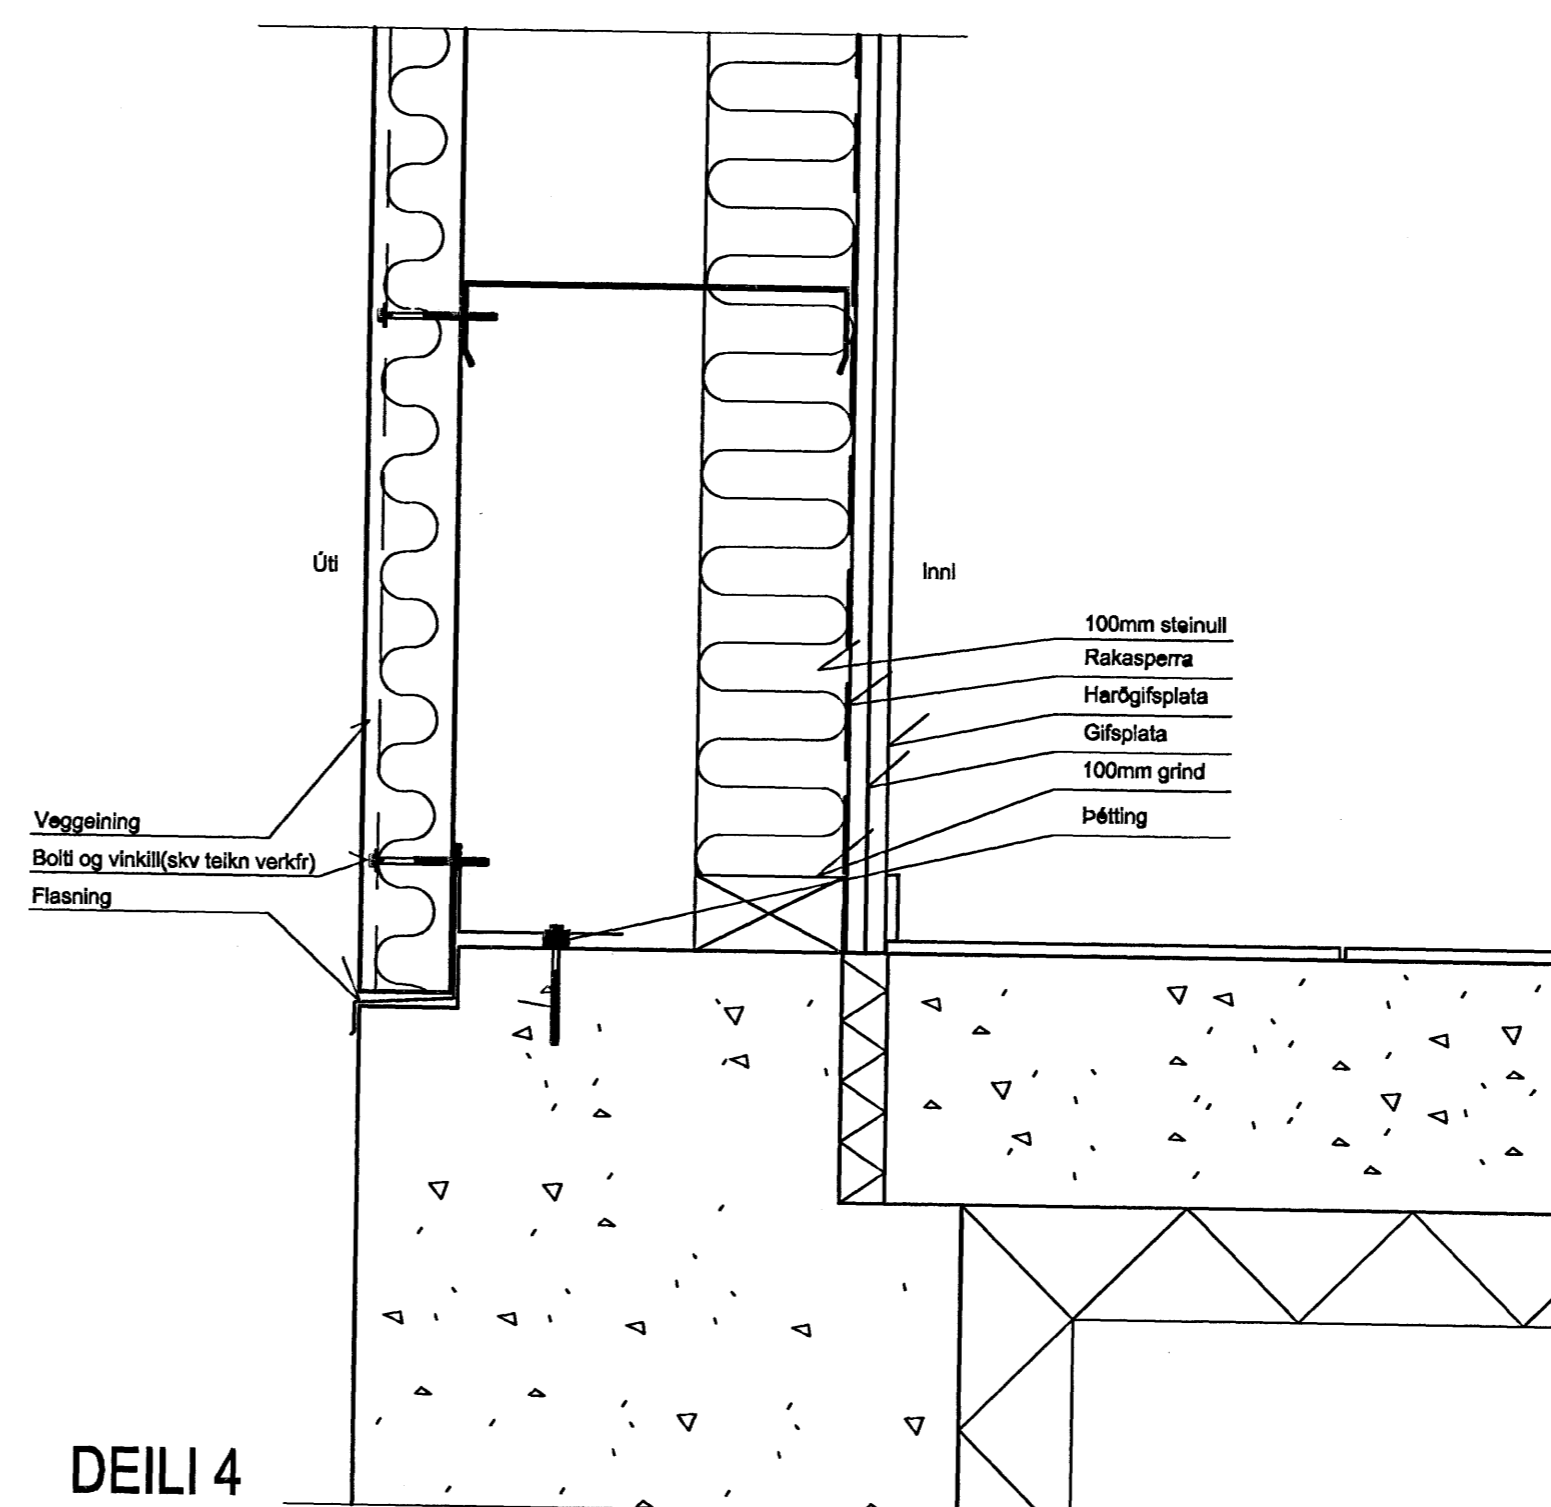 Úti
Inni
100mm steinull
Rakasperra
Harðgifsplata
Gifsplata
100mm grind
Þétting
Veggeining
Bolti og vinkill(skv teikn verkfr)
Flasning
DEILI 4